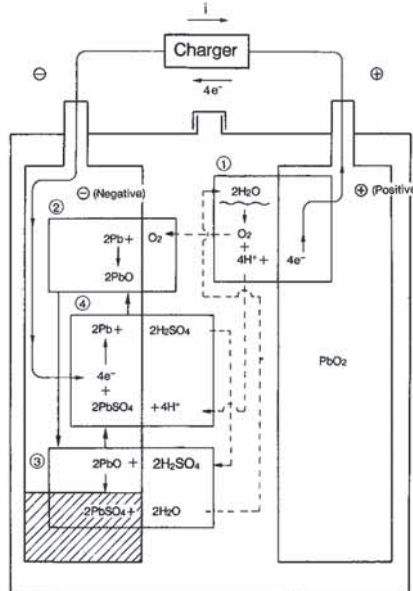 i
Charger
⊖
4e⁻
⊕
①
⊖ (Negative)
2H₂O
⊕ (Positive)
②
2Pb+ O₂
O₂
+
2PbO
4H⁺ + 4e⁻
④
2Pb+ 2H₂SO₄
4e⁻
+
2PbSO₄ +4H⁺
PbO₂
③
2PbO + 2H₂SO₄
2PbSO₄+ 2H₂O